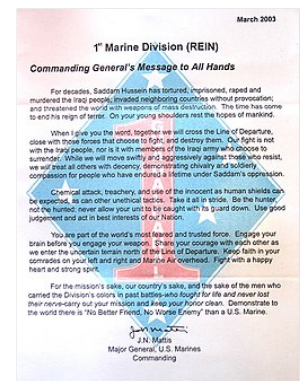 March 2003
1st Marine Division (REIN)
Commanding General's Message to All Hands
For decades, Saddam Hussein has tortured, imprisoned, raped and
murdered the Iraqi people; invaded neighboring countries without provocation;
and threatened the world with weapons of mass destruction. The time has come
to end his reign of terror. On your young shoulders rest the hopes of mankind.
When I give you the word, together we will cross the Line of Departure,
close with those forces that choose to fight, and destroy them. Our fight is not
with the Iraqi people, nor is it with members of the Iraqi army who choose to
surrender. While we will move swiftly and aggressively against those who resist,
we will treat all others with decency, demonstrating chivalry and soldierly
compassion for people who have endured a lifetime under Saddam's oppression.
Chemical attack, treachery, and use of the innocent as human shields can
be expected, as can other unethical tactics. Take it all in stride. Be the hunter,
not the hunted; never allow your unit to be caught with its guard down. Use good
judgement and act in best interests of our Nation.
You are part of the world's most feared and trusted force. Engage your
brain before you engage your weapon. Share your courage with each other as
we enter the uncertain terrain north of the Line of Departure. Keep faith in your
comrades on your left and right and Marine Air overhead. Fight with a happy
heart and strong spirit.
For the mission's sake, our country's sake, and the sake of the men who
carried the Division's colors in past battles-who fought for life and never lost
their nerve-carry out your mission and keep your honor clean. Demonstrate to
the world there is "No Better Friend, No Worse Enemy" than a U.S. Marine.
J.N. Mattis
J.N. Mattis
Major General, U.S. Marines
Commanding